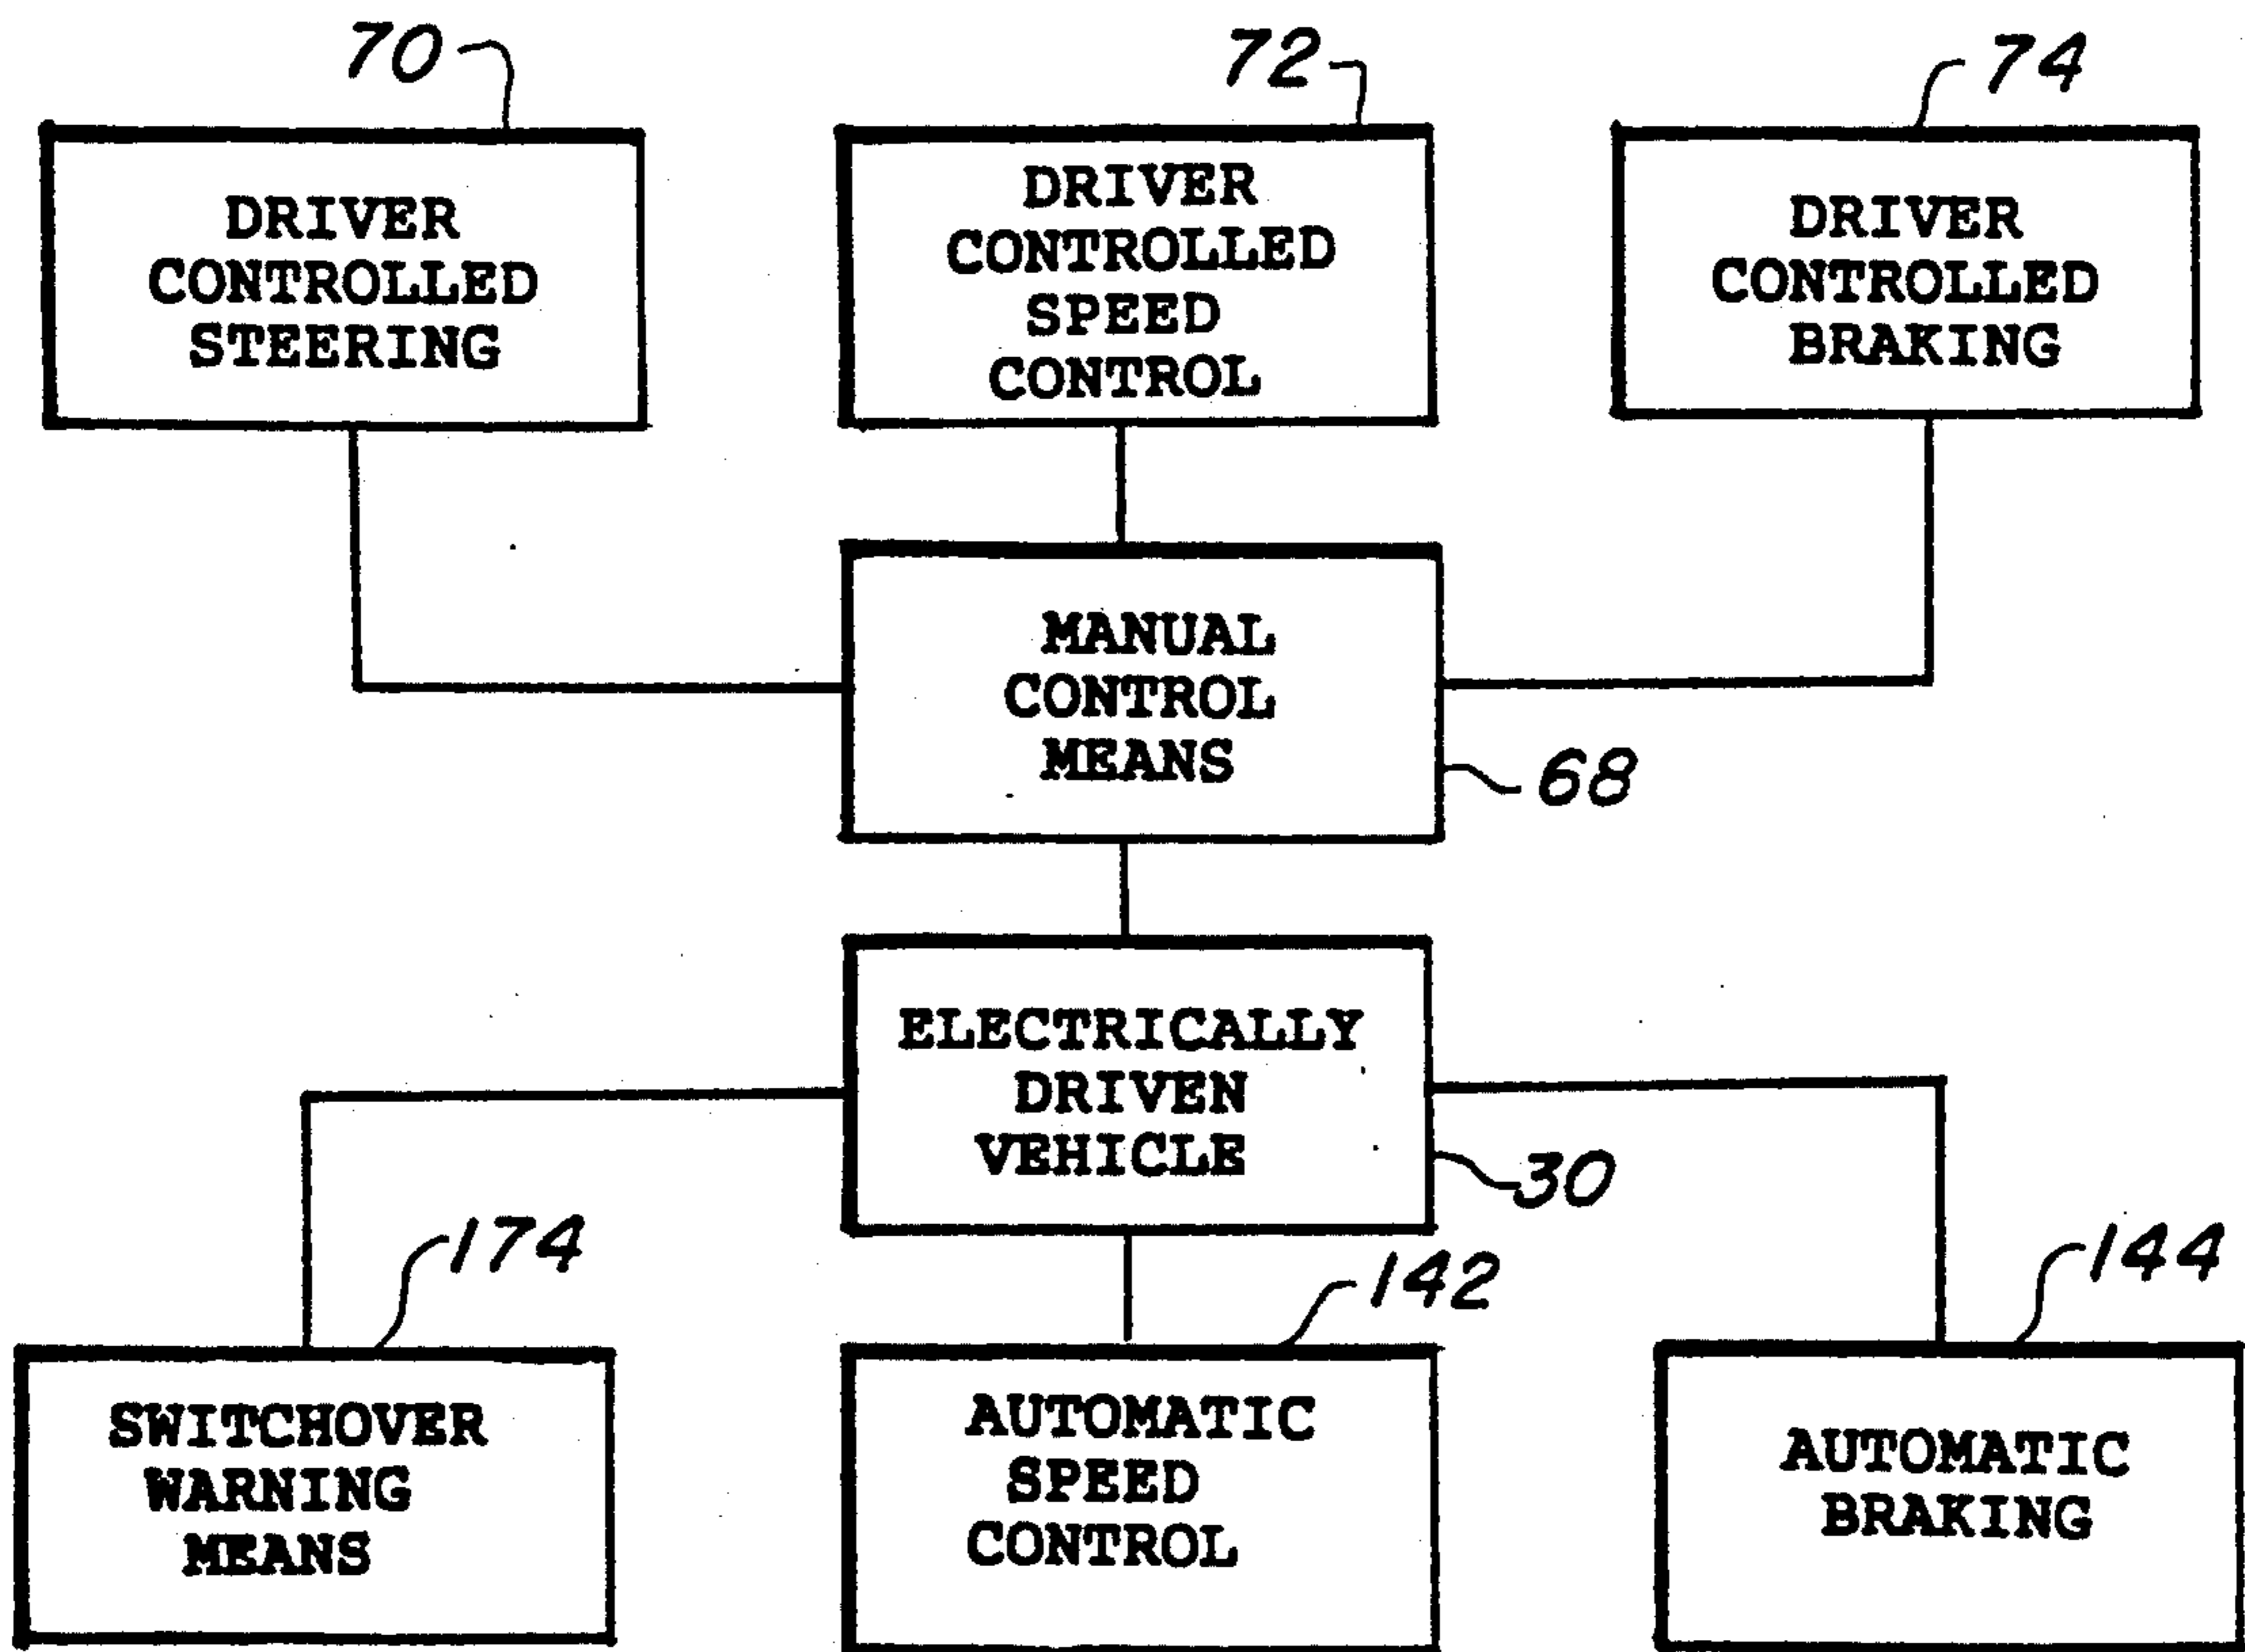 70
72
74
DRIVER
CONTROLLED
STEERING
DRIVER
CONTROLLED
SPEED
CONTROL
DRIVER
CONTROLLED
BRAKING
MANUAL
CONTROL
MEANS
68
ELECTRICALLY
DRIVEN
VEHICLE
30
174
142
144
SWITCHOVER
WARNING
MEANS
AUTOMATIC
SPEED
CONTROL
AUTOMATIC
BRAKING